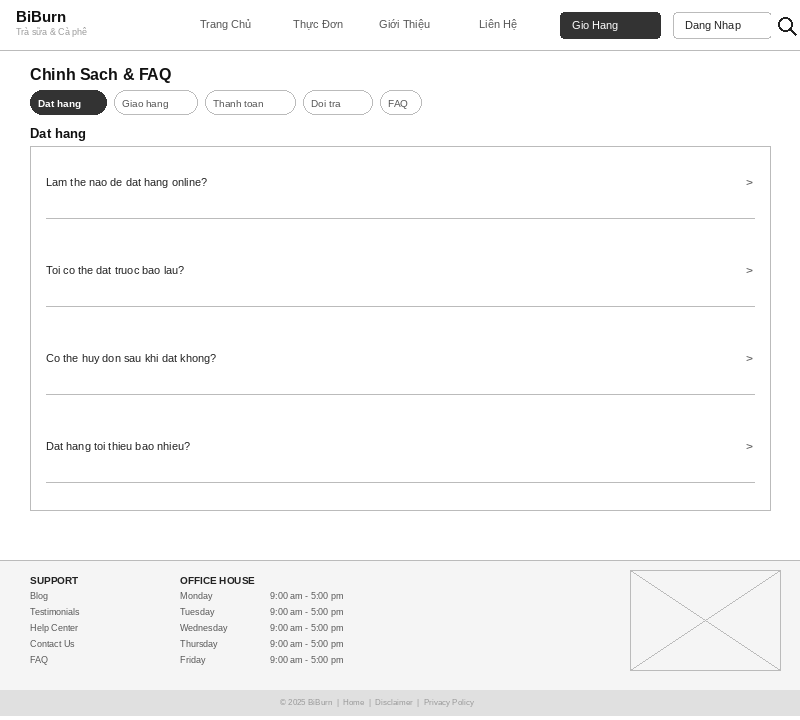 BiBurn
Trà sữa & Cà phê
Trang Chủ
Thực Đơn
Giới Thiệu
Liên Hệ
Gio Hang
Dang Nhap
Chinh Sach & FAQ
Dat hang
Giao hang
Thanh toan
Doi tra
FAQ
Dat hang
Lam the nao de dat hang online? >
Toi co the dat truoc bao lau? >
Co the huy don sau khi dat khong? >
Dat hang toi thieu bao nhieu? >
SUPPORT
Blog
Testimonials
Help Center
Contact Us
FAQ
OFFICE HOUSE
Monday 9:00 am - 5:00 pm
Tuesday 9:00 am - 5:00 pm
Wednesday 9:00 am - 5:00 pm
Thursday 9:00 am - 5:00 pm
Friday 9:00 am - 5:00 pm
© 2025 BiBurn | Home | Disclaimer | Privacy Policy